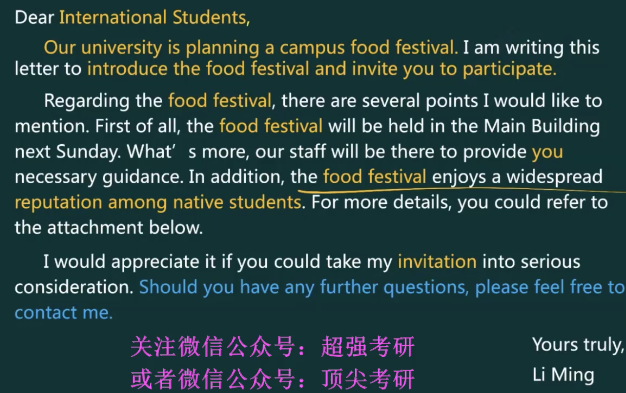 Dear International Students,
Our university is planning a campus food festival. I am writing this
letter to introduce the food festival and invite you to participate.
Regarding the food festival, there are several points I would like to
mention. First of all, the food festival will be held in the Main Building
next Sunday. What's more, our staff will be there to provide you
necessary guidance. In addition, the food festival enjoys a widespread
reputation among native students. For more details, you could refer to
the attachment below.
I would appreciate it if you could take my invitation into serious
consideration. Should you have any further questions, please feel free to
contact me.
关注微信公众号：超强考研
Yours truly,
或者微信公众号：顶尖考研
Li Ming